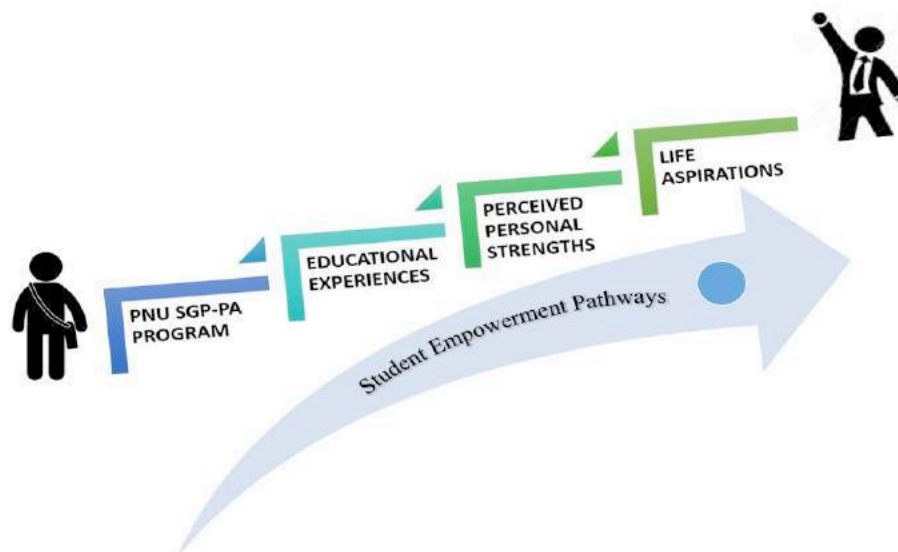 PNU SGP-PA
PROGRAM
EDUCATIONAL
EXPERIENCES
PERCEIVED
PERSONAL
STRENGTHS
LIFE
ASPIRATIONS
Student Empowerment Pathways